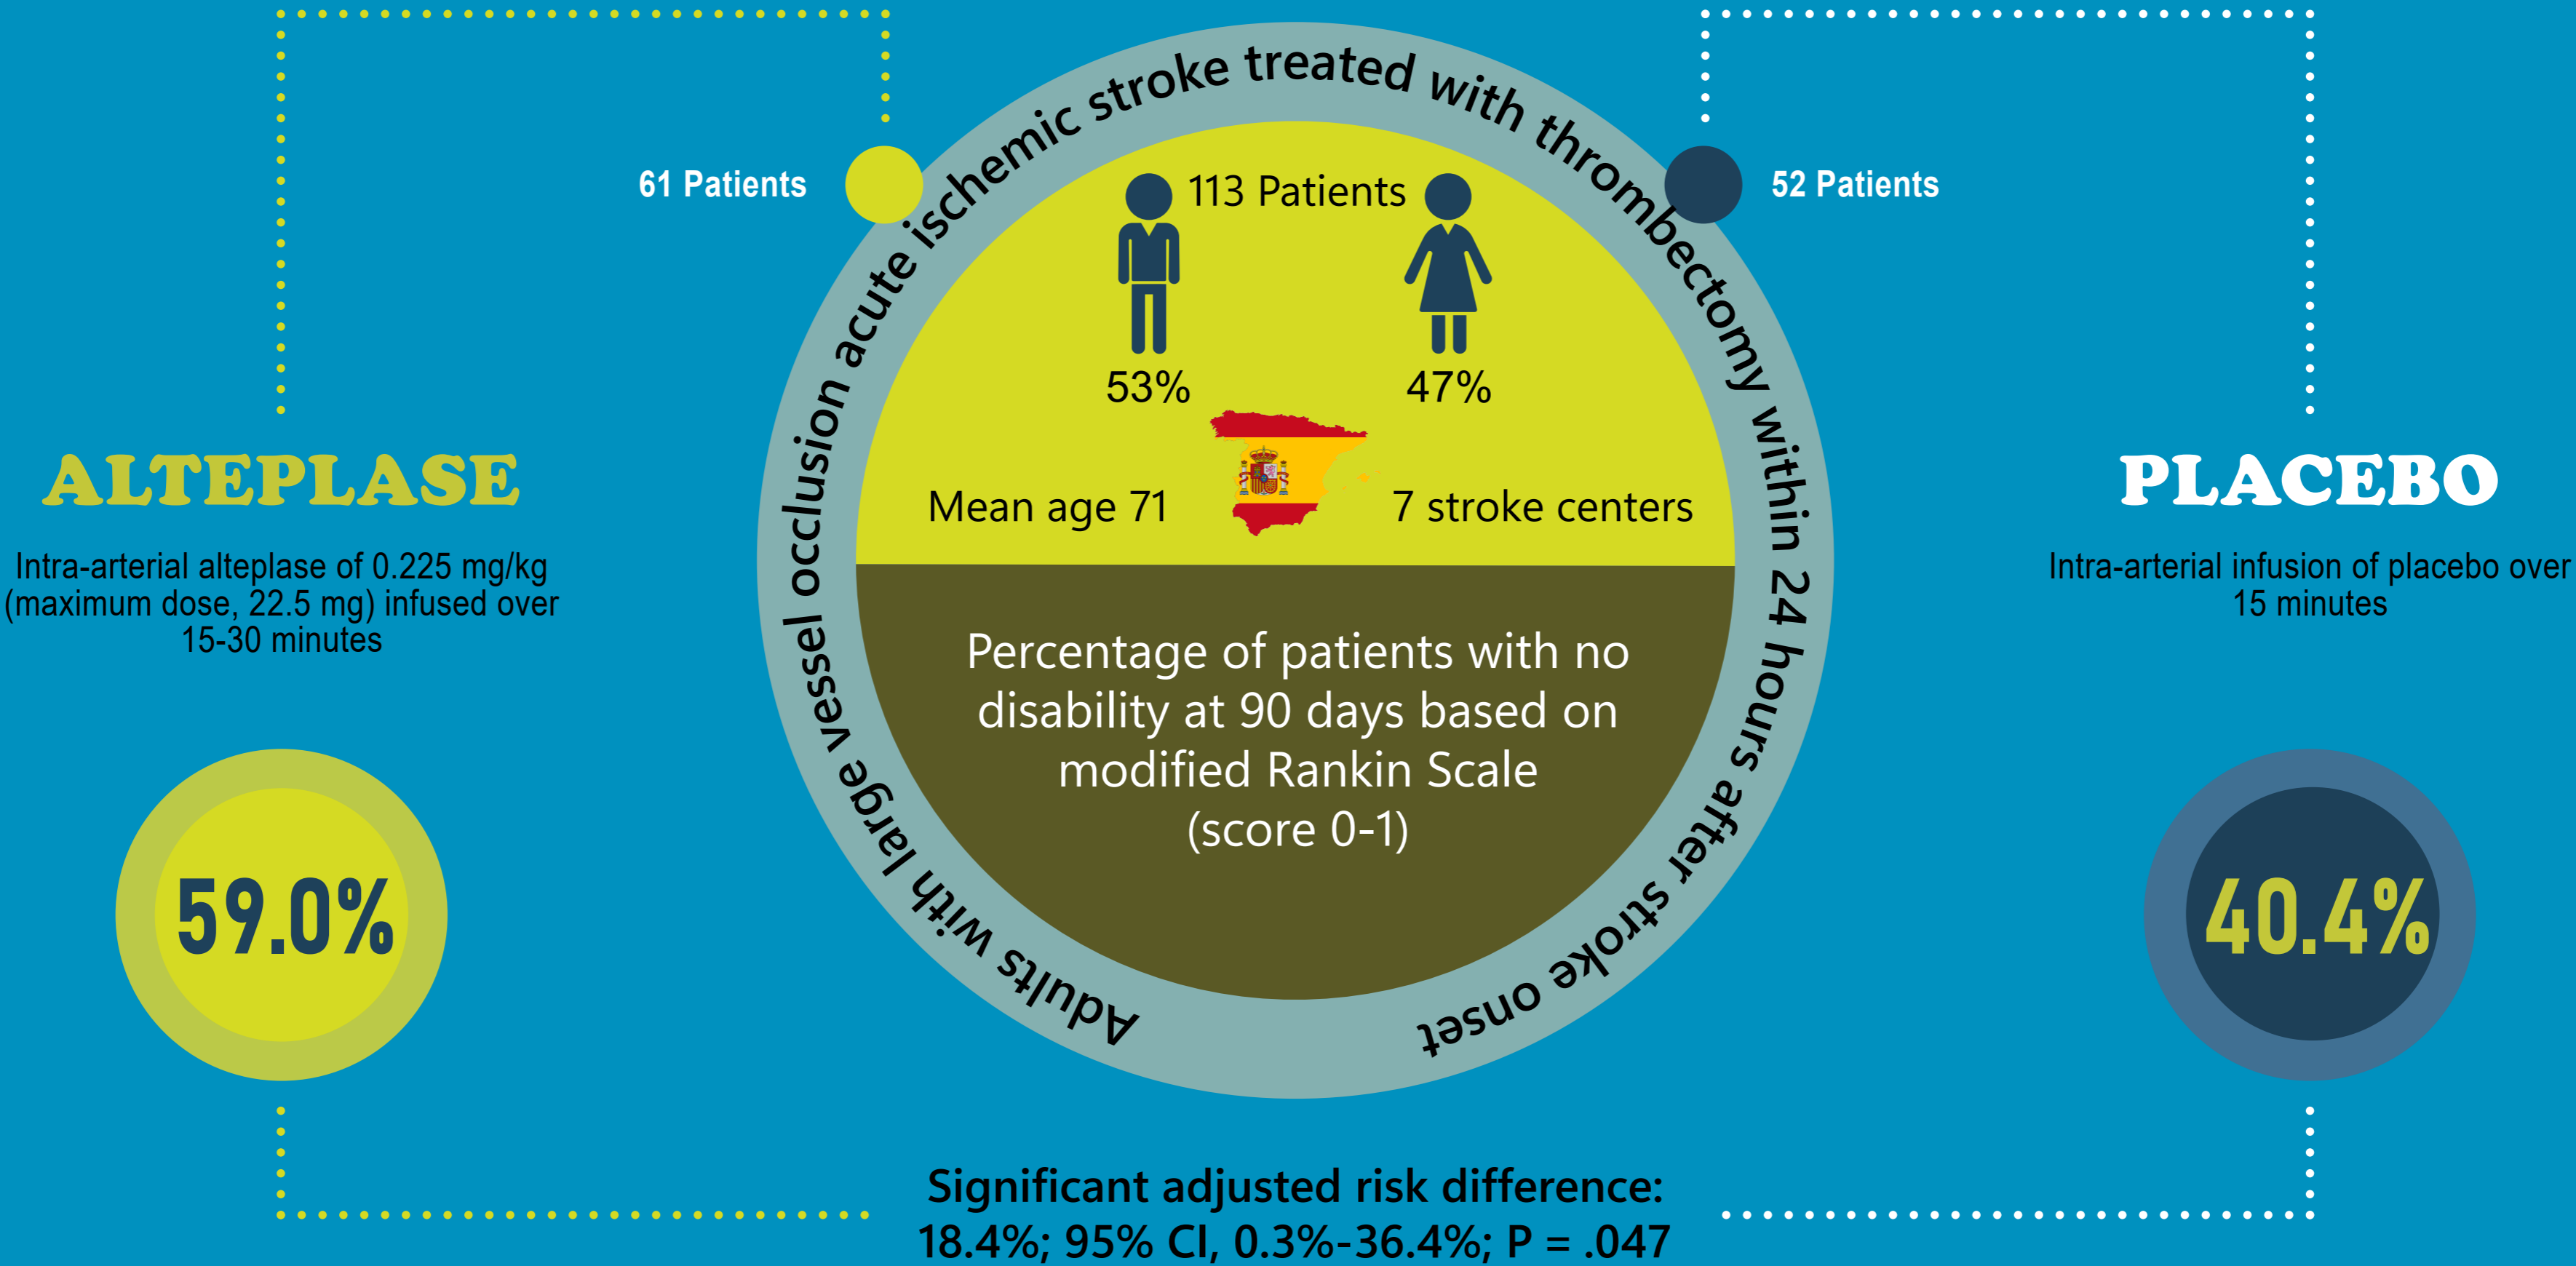 Adults with large vessel occlusion acute ischemic stroke treated with thrombectomy within 24 hours after stroke onset
61 Patients
113 Patients
52 Patients
53%
47%
Mean age 71
7 stroke centers
ALTEPLASE
Intra-arterial alteplase of 0.225 mg/kg
(maximum dose, 22.5 mg) infused over
15-30 minutes
PLACEBO
Intra-arterial infusion of placebo over
15 minutes
Percentage of patients with no
disability at 90 days based on
modified Rankin Scale
(score 0-1)
59.0%
40.4%
Significant adjusted risk difference:
18.4%; 95% CI, 0.3%-36.4%; P = .047